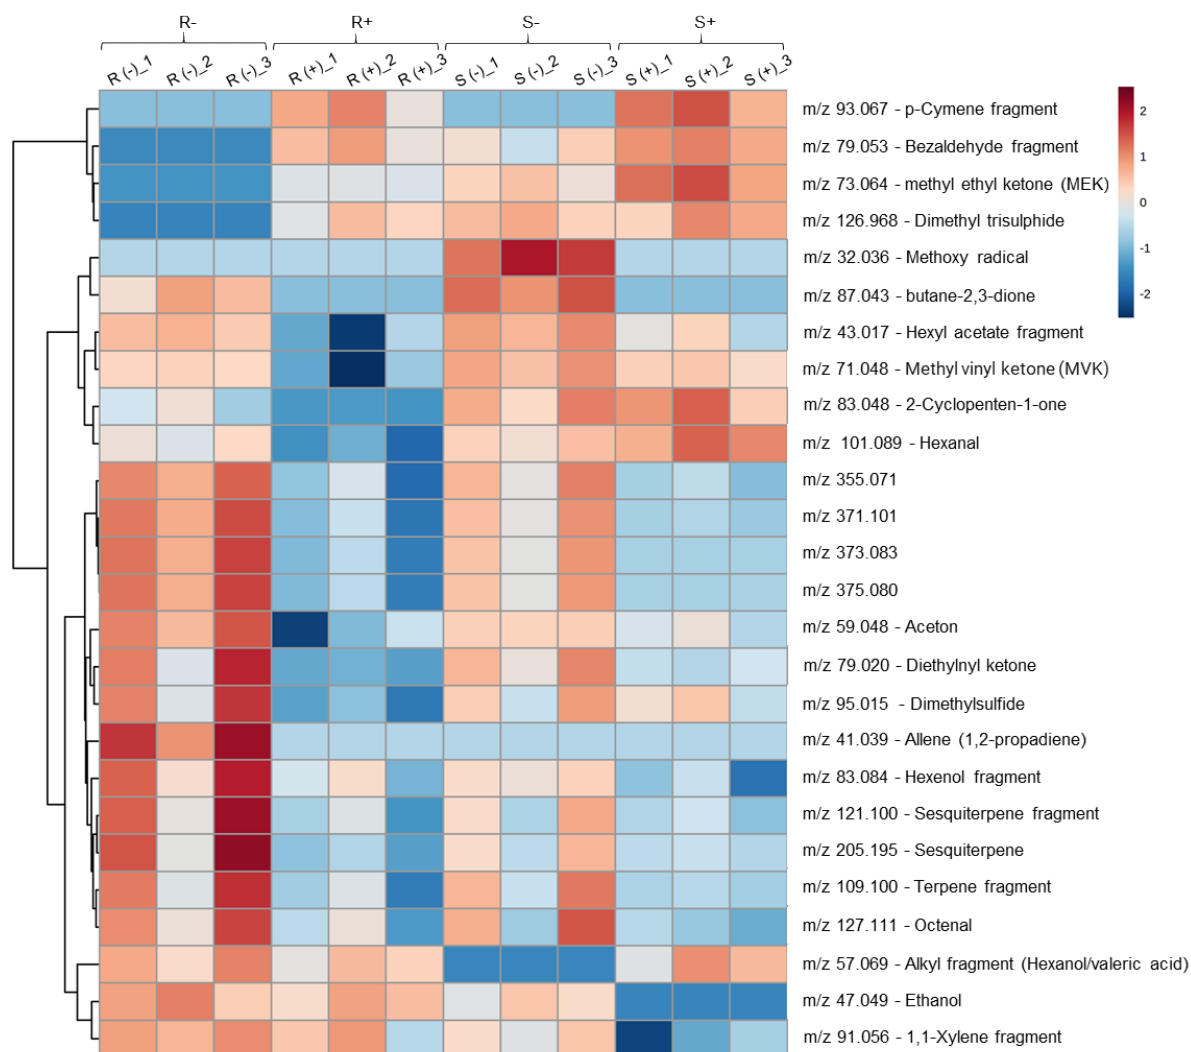 R- R+ S- S+
R (-)_1 R (-)_2 R (-)_3 R (+)_1 R (+)_2 R (+)_3 S (-)_1 S (-)_2 S (-)_3 S (+)_1 S (+)_2 S (+)_3
m/z 93.067 - p-Cymene fragment
m/z 79.053 - Bezaldehyde fragment
m/z 73.064 - methyl ethyl ketone (MEK)
m/z 126.968 - Dimethyl trisulphide
m/z 32.036 - Methoxy radical
m/z 87.043 - butane-2,3-dione
m/z 43.017 - Hexyl acetate fragment
m/z 71.048 - Methyl vinyl ketone (MVK)
m/z 83.048 - 2-Cyclopenten-1-one
m/z 101.089 - Hexanal
m/z 355.071
m/z 371.101
m/z 373.083
m/z 375.080
m/z 59.048 - Aceton
m/z 79.020 - Diethylnyl ketone
m/z 95.015 - Dimethylsulfide
m/z 41.039 - Allene (1,2-propadiene)
m/z 83.084 - Hexenol fragment
m/z 121.100 - Sesquiterpene fragment
m/z 205.195 - Sesquiterpene
m/z 109.100 - Terpene fragment
m/z 127.111 - Octenal
m/z 57.069 - Alkyl fragment (Hexanol/valeric acid)
m/z 47.049 - Ethanol
m/z 91.056 - 1,1-Xylene fragment
2
1
0
-1
-2